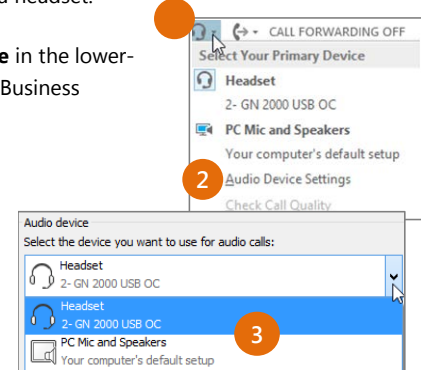 headset.
e in the lower-
Business
CALL FORWARDING OFF
Select Your Primary Device
Headset
2- GN 2000 USB OC
PC Mic and Speakers
Your computer's default setup
2
Audio Device Settings
Check Call Quality
Audio device
Select the device you want to use for audio calls:
Headset
2- GN 2000 USB OC
Headset
2- GN 2000 USB OC
3
PC Mic and Speakers
Your computer's default setup